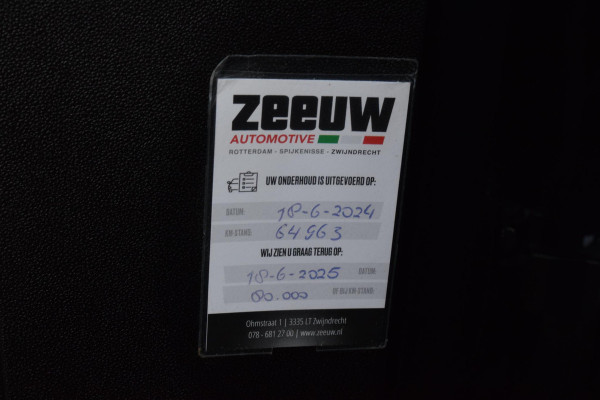 ZEEUW
AUTOMOTIVE
ROTTERDAM - SPIJKENISSE - ZWIJNDRECHT
UW ONDERHOUD IS UITGEVOERD OP:
DATUM: 18-6-2024
KM-STAND: 64963
WIJ ZIEN U GRAAG TERUG OP:
18-6-2025 DATUM:
80.000 OF BIJ KM-STAND:
Ohmstraat 1 | 3335 LT Zwijndrecht
078 - 681 27 00 | www.zeeuw.nl